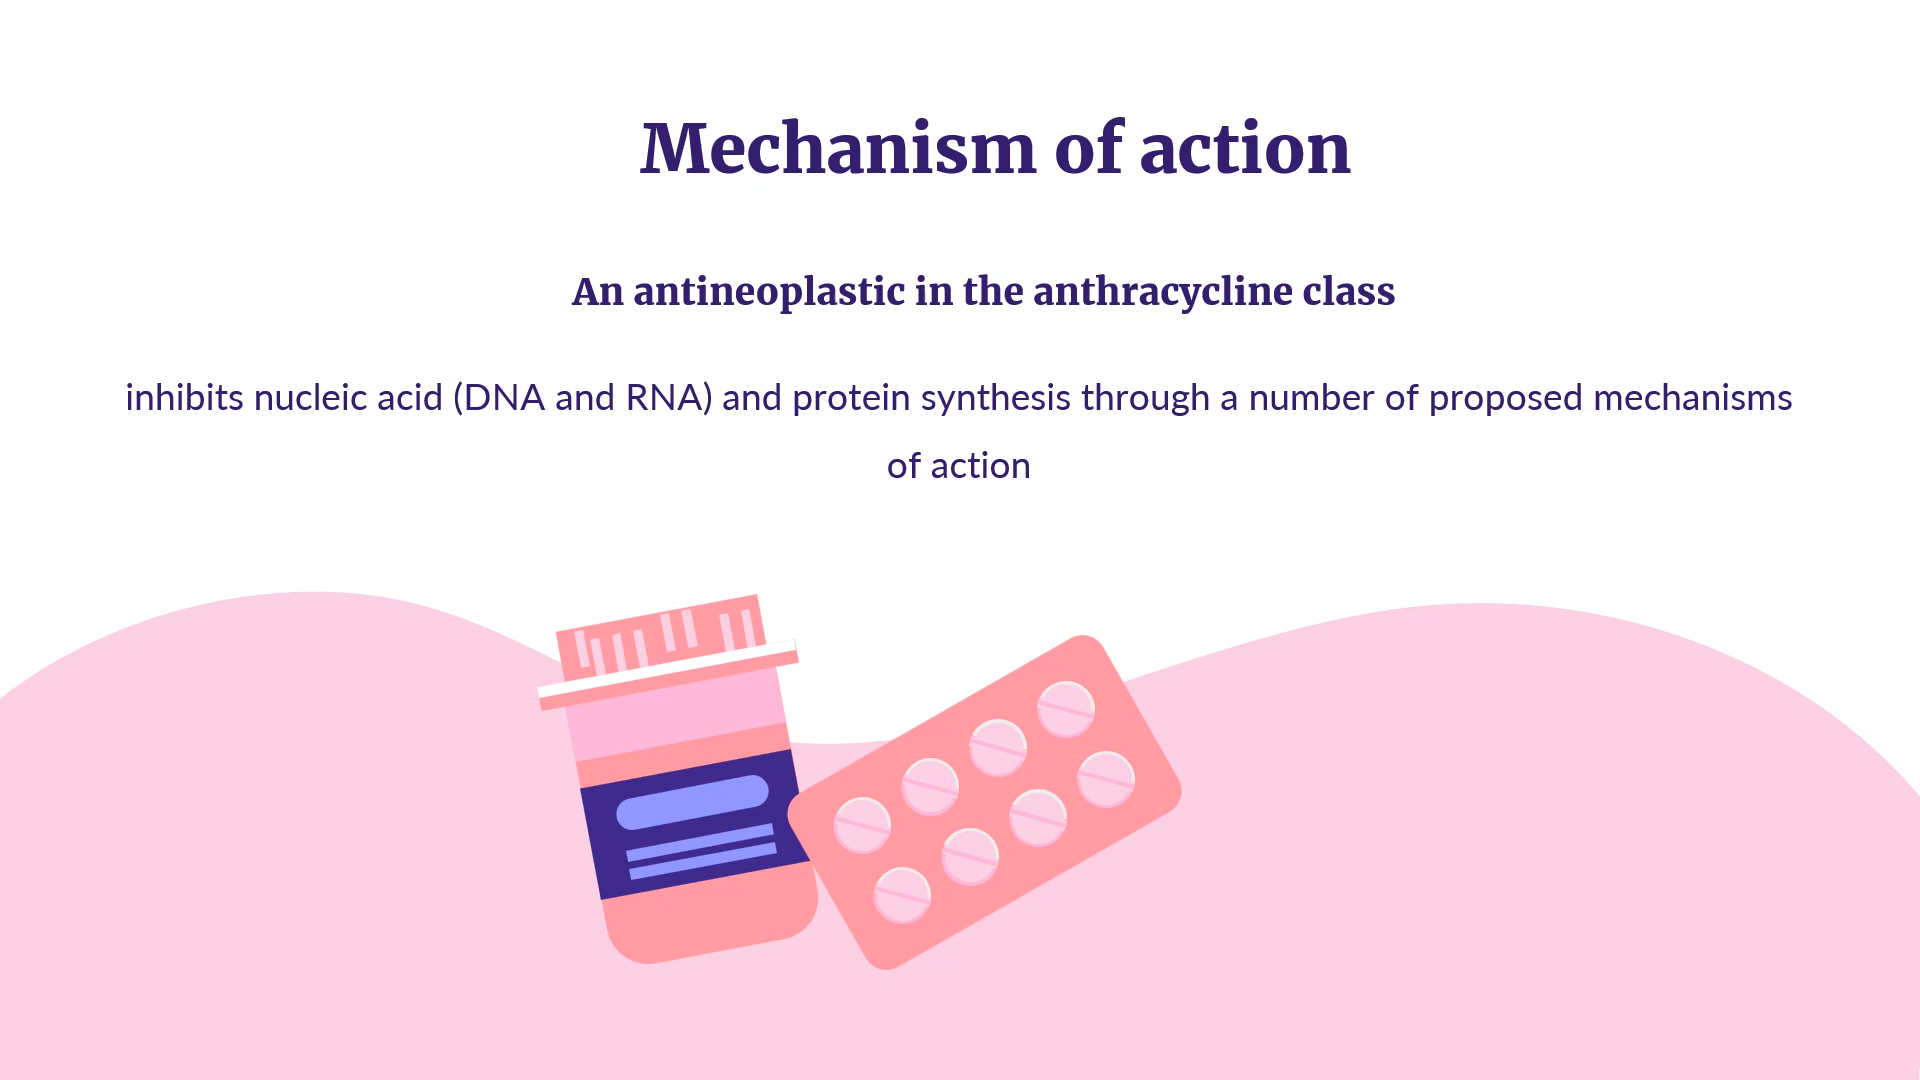 Mechanism of action
An antineoplastic in the anthracycline class
inhibits nucleic acid (DNA and RNA) and protein synthesis through a number of proposed mechanisms
of action